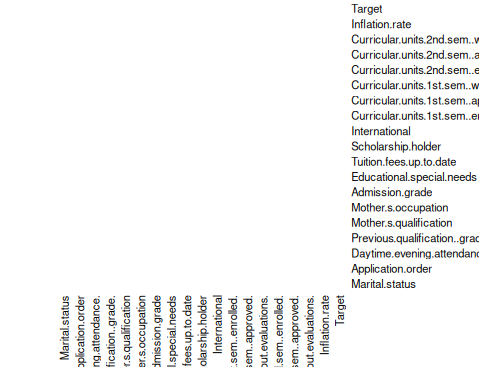 Target
Inflation.rate
Curricular.units.2nd.sem..w
Curricular.units.2nd.sem..a
Curricular.units.2nd.sem..e
Curricular.units.1st.sem..w
Curricular.units.1st.sem..ap
Curricular.units.1st.sem..er
International
Scholarship.holder
Tuition.fees.up.to.date
Educational.special.needs
Admission.grade
Mother.s.occupation
Mother.s.qualification
Previous.qualification..grad
Daytime.evening.attendanc
Application.order
Marital.status
Marital.status
pplication.order
ng.attendance.
fication..grade.
r.s.qualification
er.s.occupation
dmission.grade
l.special.needs
fees.up.to.date
olarship.holder
International
.sem..enrolled.
sem..approved.
out.evaluations.
.sem..enrolled.
sem..approved.
out.evaluations.
Inflation.rate
Target